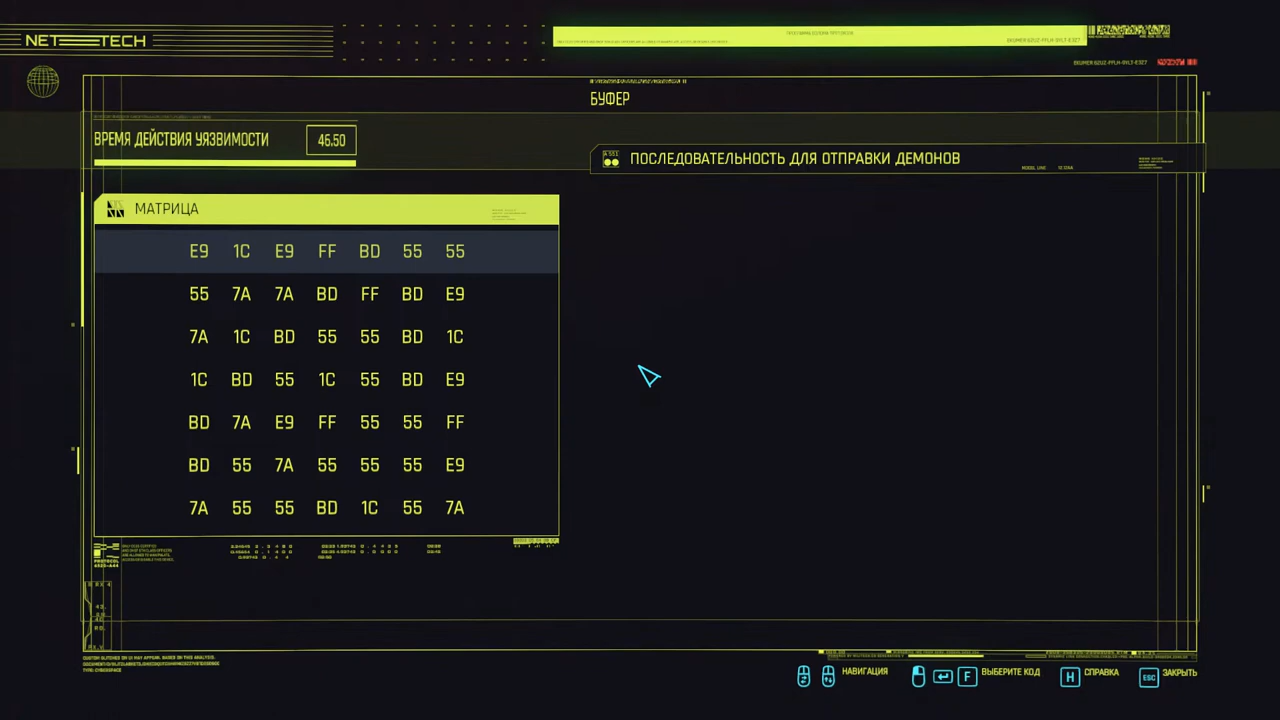 NET TECH
БУФЕР
ВРЕМЯ ДЕЙСТВИЯ УЯЗВИМОСТИ 46.50
ПОСЛЕДОВАТЕЛЬНОСТЬ ДЛЯ ОТПРАВКИ ДЕМОНОВ
МАТРИЦА
E9 1C E9 FF BD 55 55
55 7A 7A BD FF BD E9
7A 1C BD 55 55 BD 1C
1C BD 55 1C 55 BD E9
BD 7A E9 FF 55 55 FF
BD 55 7A 55 55 55 E9
7A 55 55 BD 1C 55 7A
НАВИГАЦИЯ F ВЫБЕРИТЕ КОД H СПРАВКА ESC ЗАКРЫТЬ